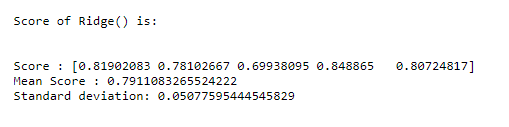 Score of Ridge() is:
Score : [0.81902083 0.78102667 0.69938095 0.848865   0.80724817]
Mean Score : 0.7911083265524222
Standard deviation: 0.05077595444545829